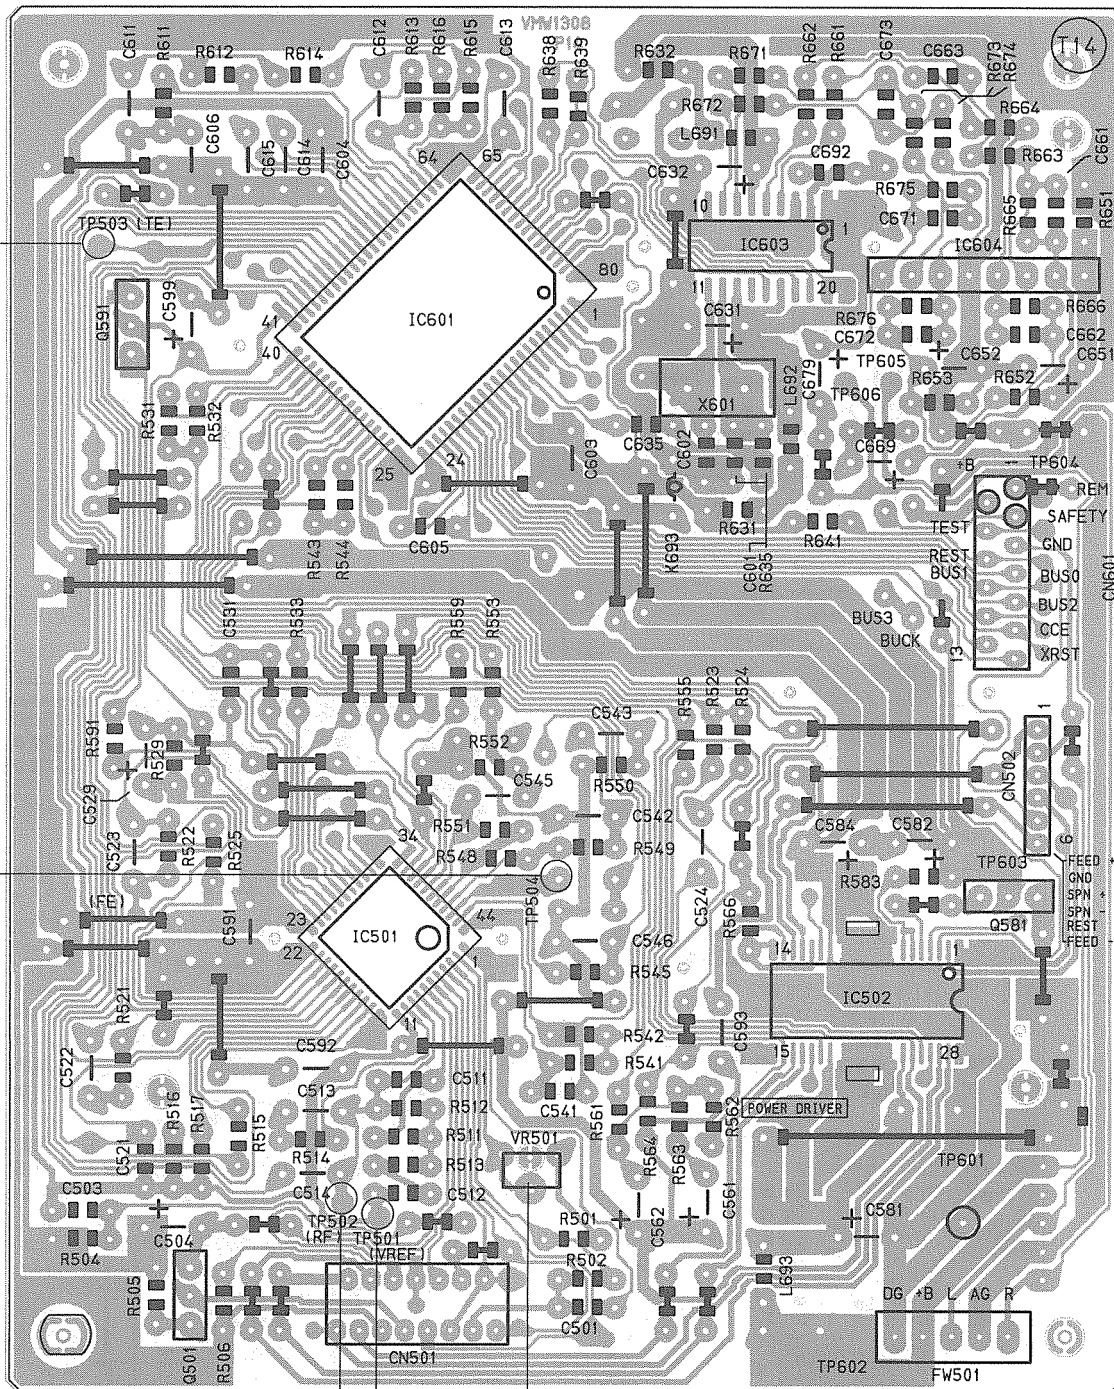 VMW1308
T14
C611
R611
R612
R614
C612
R613
R616
R615
C613
R638
R639
R632
R671
R662
R661
C673
C663
R673
R674
R672
R664
L691
C606
C615
C614
C604
64
65
C632
C692
R663
C661
R675
C671
R665
R651
10
1
TP503 (TE)
IC603
IC604
80
11
20
C599
Q591
IC601
1
C631
R676
R666
C672
C662
41
40
TP605
C652
C651
X601
L692
C679
TP606
R653
R652
R531
R532
C635
C602
C669
C603
25
24
+B
TP604
REM
TEST
SAFETY
K693
R631
R641
GND
R543
R544
C605
C601
R635
REST
BUS1
BUS0
CN601
BUS2
BUS3
BUCK
CCE
13
XRST
C531
R533
R559
R553
R555
R523
R524
C543
1
R591
R529
R552
C545
R550
CN502
C529
C542
R551
C584
C582
6
C523
R522
R525
34
R548
R549
R583
TP603
FEED +
GND
SPN +
SPN -
REST
FEED -
TP504
C524
(FE)
C591
23
22
IC501
44
1
C546
R566
Q581
14
1
R545
IC502
R521
11
C593
15
28
C522
C592
R542
R541
C511
C513
C541
R516
R517
R515
R512
R561
R562
POWER DRIVER
R511
VR501
R564
R563
C521
R514
R513
TP601
C503
C514
C512
C561
TP502
(RF)
TP501
(VREF)
R501
C562
C581
R504
C504
R502
L693
R505
DG +B L AG R
C501
Q501
R506
CN501
TP602
FW501